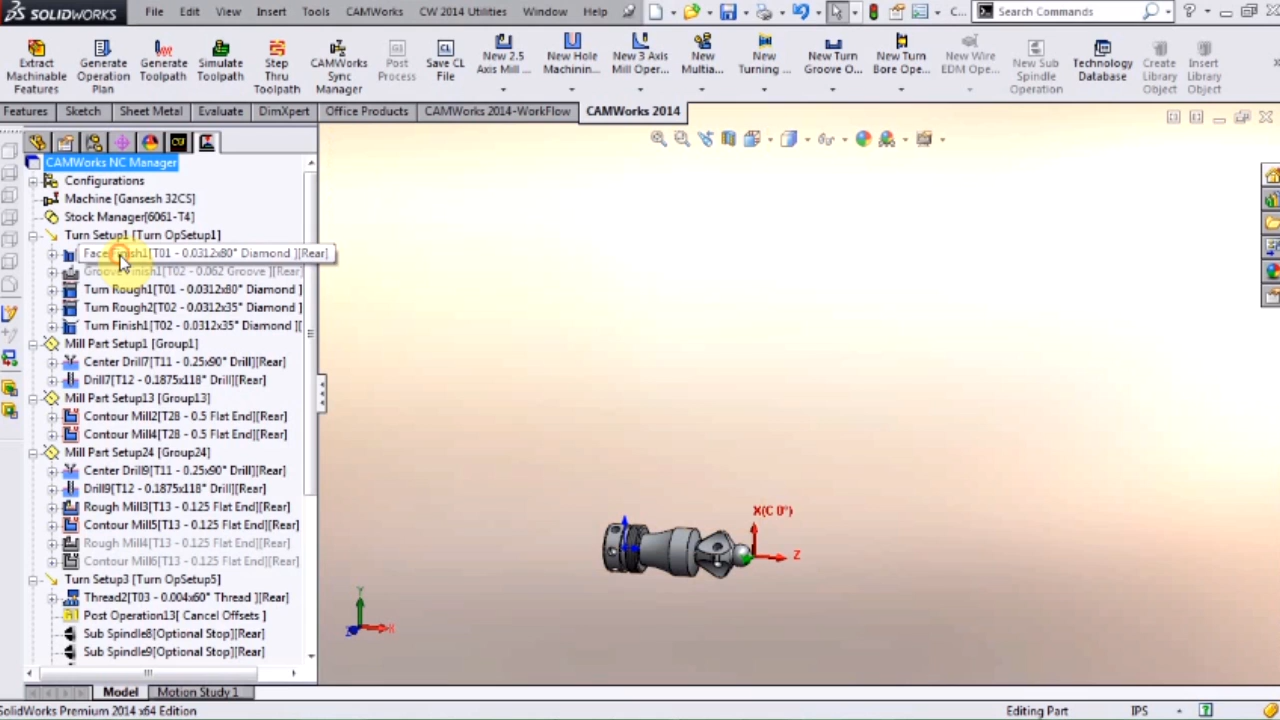 SOLIDWORKS File Edit View Insert Tools CAMWorks CW 2014 Utilities Window Help C... Search Commands
Extract Machinable Features
Generate Operation Plan
Generate Toolpath
Simulate Toolpath
Step Thru Toolpath
CAMWorks Sync Manager
Post Process
Save CL File
New 2.5 Axis Mill ...
New Hole Machinin...
New 3 Axis Mill Oper...
New Multia...
New Turning ...
New Turn Groove O...
New Turn Bore Ope...
New Wire EDM Ope...
New Sub Spindle Operation
Technology Database
Create Library Object
Insert Library Object
Features Sketch Sheet Metal Evaluate DimXpert Office Products CAMWorks 2014-WorkFlow CAMWorks 2014
CAMWorks NC Manager
Configurations
Machine [Gansesh 32CS]
Stock Manager[6061-T4]
Turn Setup1 [Turn OpSetup1]
Face Finish1[T01 - 0.0312x80° Diamond ][Rear]
Groove Finish1[T02 - 0.062 Groove ][Rear]
Turn Rough1[T01 - 0.0312x80° Diamond ]
Turn Rough2[T02 - 0.0312x35° Diamond ]
Turn Finish1[T02 - 0.0312x35° Diamond ][
Mill Part Setup1 [Group1]
Center Drill7[T11 - 0.25x90° Drill][Rear]
Drill7[T12 - 0.1875x118° Drill][Rear]
Mill Part Setup13 [Group13]
Contour Mill2[T28 - 0.5 Flat End][Rear]
Contour Mill4[T28 - 0.5 Flat End][Rear]
Mill Part Setup24 [Group24]
Center Drill9[T11 - 0.25x90° Drill][Rear]
Drill9[T12 - 0.1875x118° Drill][Rear]
Rough Mill3[T13 - 0.125 Flat End][Rear]
Contour Mill5[T13 - 0.125 Flat End][Rear]
Rough Mill4[T13 - 0.125 Flat End][Rear]
Contour Mill6[T13 - 0.125 Flat End][Rear]
Turn Setup3 [Turn OpSetup5]
Thread2[T03 - 0.004x60° Thread ][Rear]
Post Operation13[ Cancel Offsets ]
Sub Spindle8[Optional Stop][Rear]
Sub Spindle9[Optional Stop][Rear]
X(C 0°)
Z
Y
X
Z
Model Motion Study 1
SolidWorks Premium 2014 x64 Edition Editing Part IPS